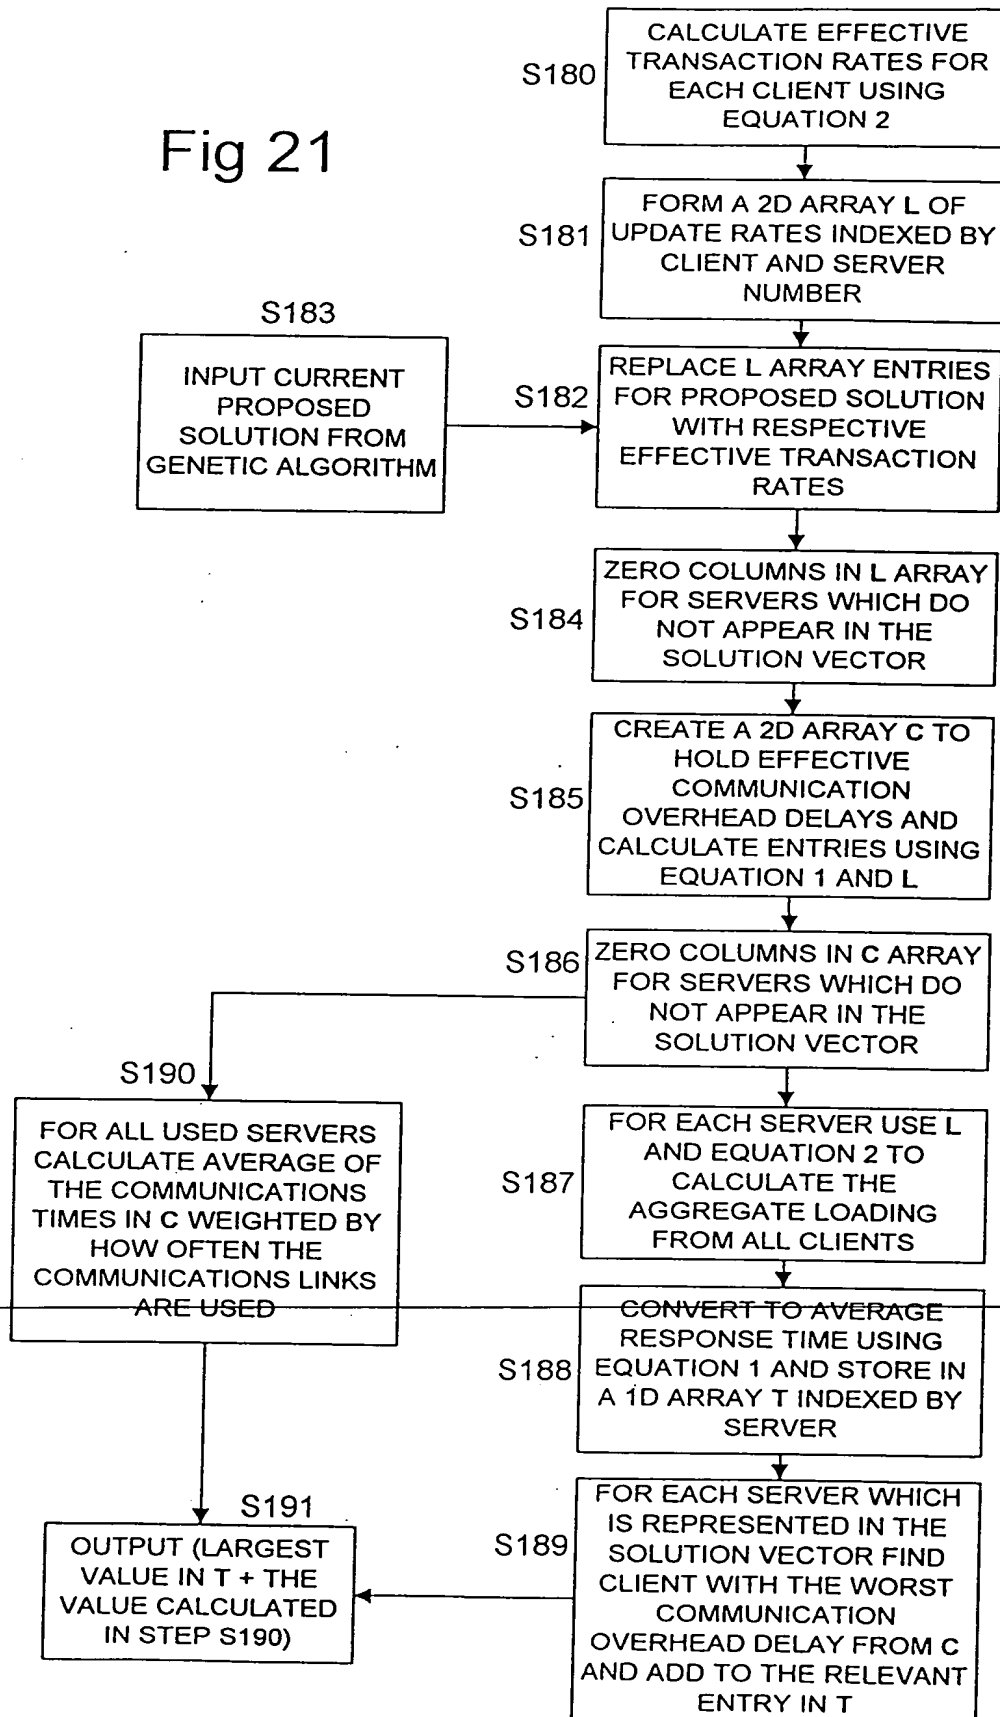 Fig 21
S180
CALCULATE EFFECTIVE
TRANSACTION RATES FOR
EACH CLIENT USING
EQUATION 2
S181
FORM A 2D ARRAY L OF
UPDATE RATES INDEXED BY
CLIENT AND SERVER
NUMBER
S183
INPUT CURRENT
PROPOSED
SOLUTION FROM
GENETIC ALGORITHM
S182
REPLACE L ARRAY ENTRIES
FOR PROPOSED SOLUTION
WITH RESPECTIVE
EFFECTIVE TRANSACTION
RATES
S184
ZERO COLUMNS IN L ARRAY
FOR SERVERS WHICH DO
NOT APPEAR IN THE
SOLUTION VECTOR
S185
CREATE A 2D ARRAY C TO
HOLD EFFECTIVE
COMMUNICATION
OVERHEAD DELAYS AND
CALCULATE ENTRIES USING
EQUATION 1 AND L
S186
ZERO COLUMNS IN C ARRAY
FOR SERVERS WHICH DO
NOT APPEAR IN THE
SOLUTION VECTOR
S190
FOR ALL USED SERVERS
CALCULATE AVERAGE OF
THE COMMUNICATIONS
TIMES IN C WEIGHTED BY
HOW OFTEN THE
COMMUNICATIONS LINKS
ARE USED
S187
FOR EACH SERVER USE L
AND EQUATION 2 TO
CALCULATE THE
AGGREGATE LOADING
FROM ALL CLIENTS
S188
CONVERT TO AVERAGE
RESPONSE TIME USING
EQUATION 1 AND STORE IN
A 1D ARRAY T INDEXED BY
SERVER
S189
FOR EACH SERVER WHICH
IS REPRESENTED IN THE
SOLUTION VECTOR FIND
CLIENT WITH THE WORST
COMMUNICATION
OVERHEAD DELAY FROM C
AND ADD TO THE RELEVANT
ENTRY IN T
S191
OUTPUT (LARGEST
VALUE IN T + THE
VALUE CALCULATED
IN STEP S190)